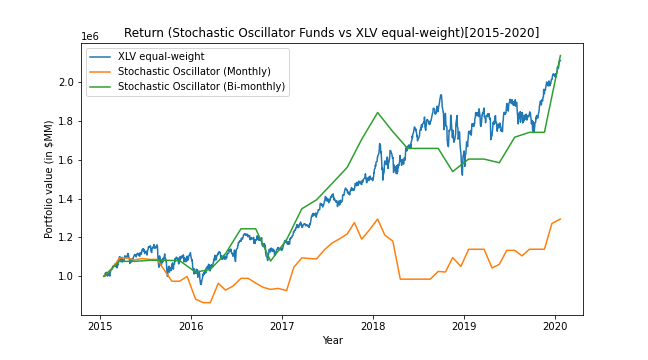 Return (Stochastic Oscillator Funds vs XLV equal-weight)[2015-2020]
1e6
XLV equal-weight
Stochastic Oscillator (Monthly)
Stochastic Oscillator (Bi-monthly)
2.0
1.8
1.6
1.4
1.2
1.0
Portfolio value (in $MM)
2015 2016 2017 2018 2019 2020
Year